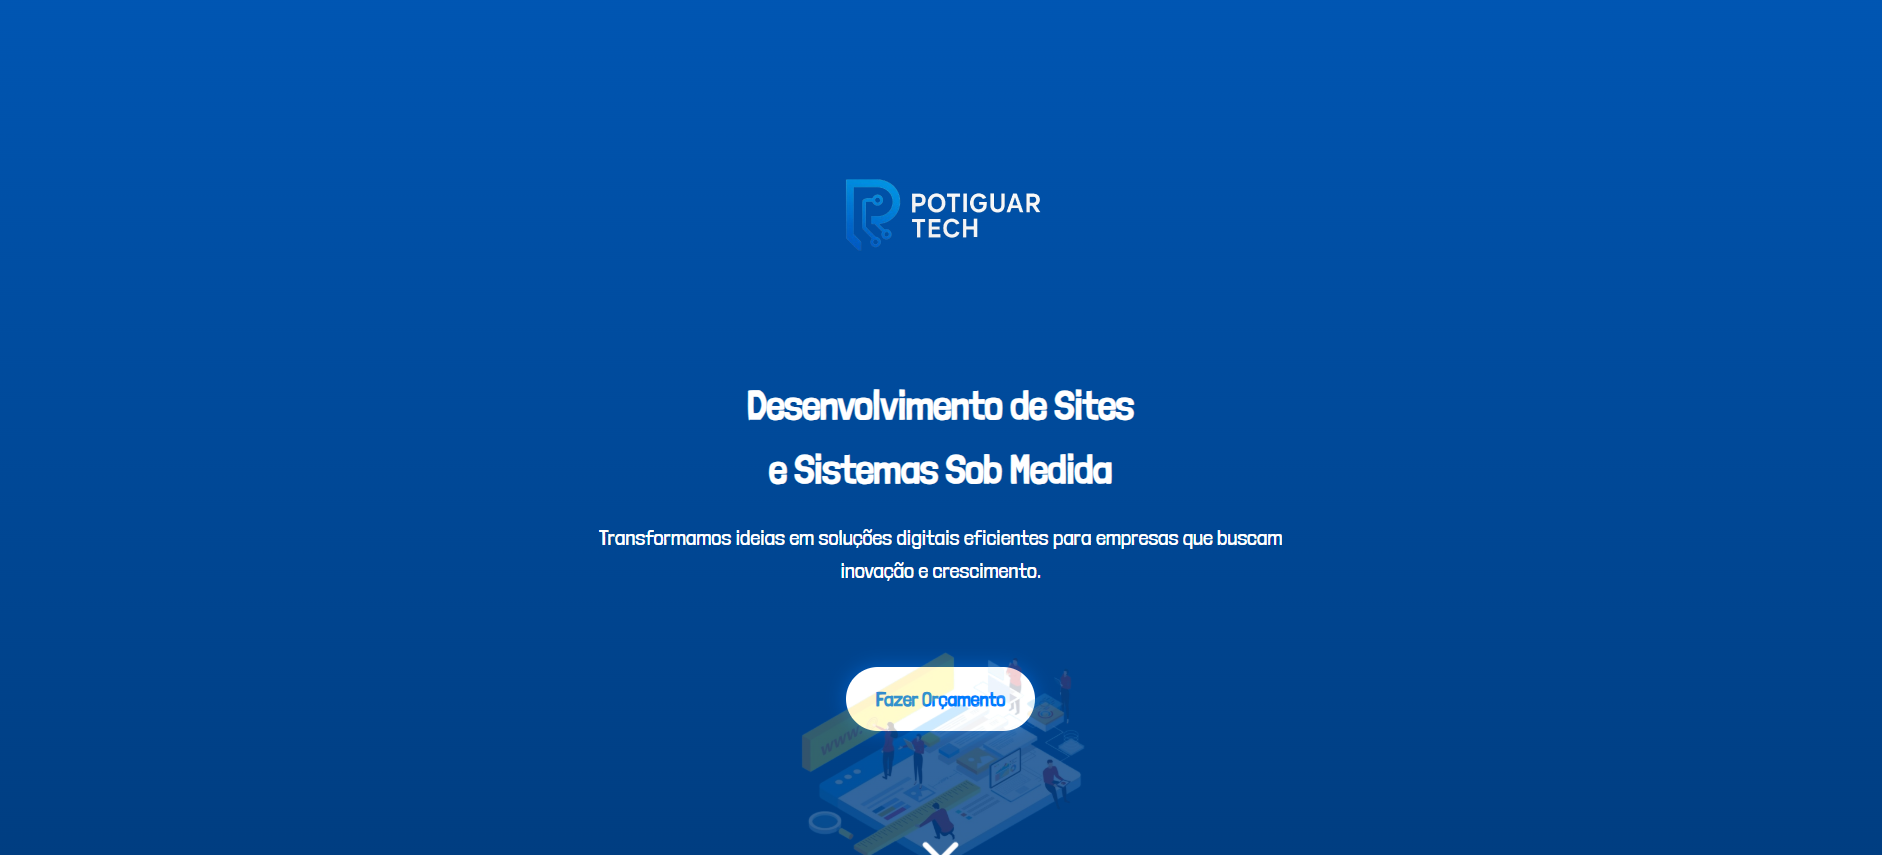 POTIGUAR
TECH
Desenvolvimento de Sites
e Sistemas Sob Medida
Transformamos ideias em soluções digitais eficientes para empresas que buscam
inovação e crescimento.
Fazer Orçamento
www.